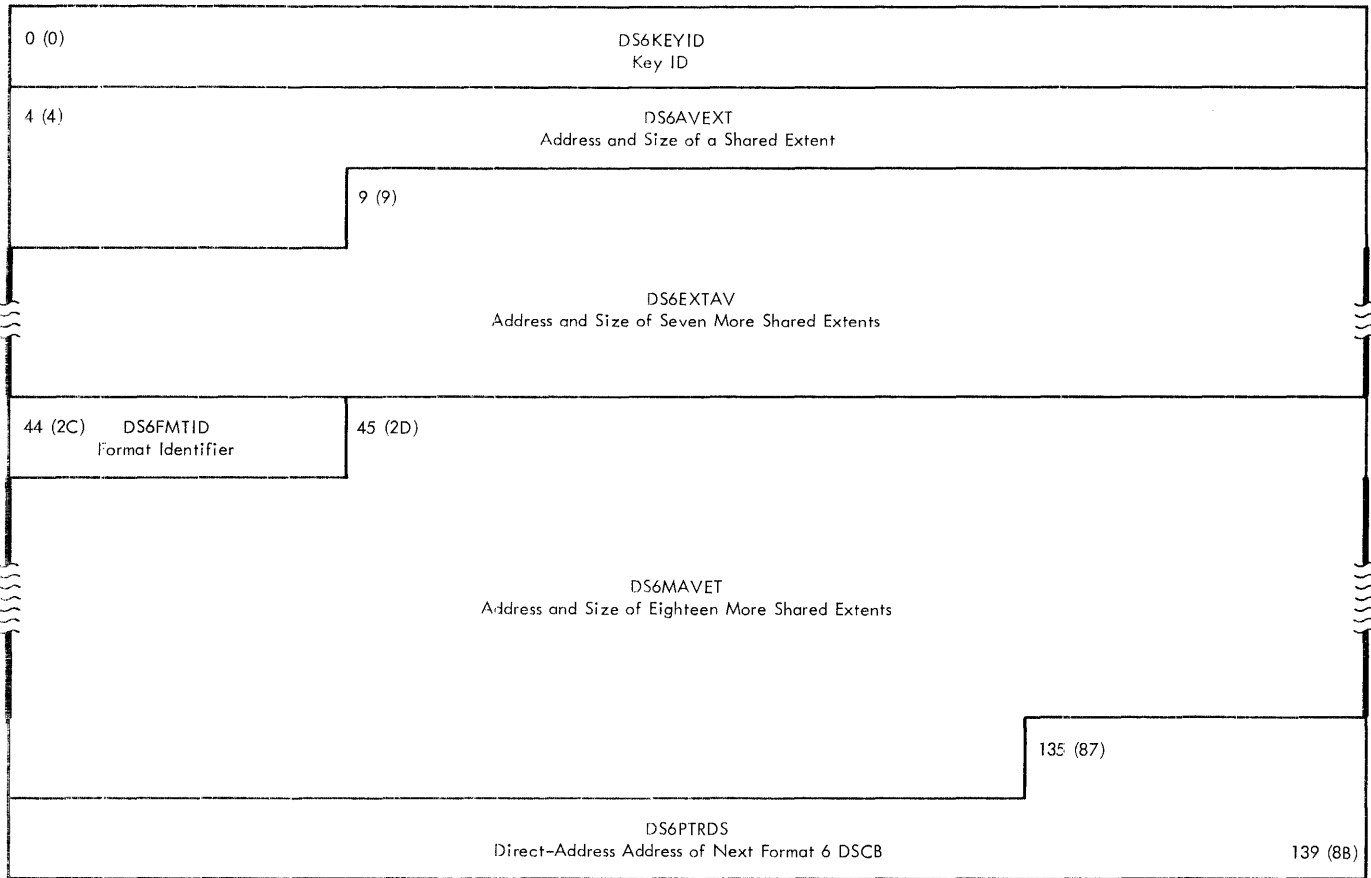 0 (0)
DS6KEYID
Key ID
4 (4)
DS6AVEXT
Address and Size of a Shared Extent
9 (9)
DS6EXTAV
Address and Size of Seven More Shared Extents
44 (2C) DS6FMTID
Format Identifier
45 (2D)
DS6MAVET
Address and Size of Eighteen More Shared Extents
135 (87)
DS6PTRDS
Direct-Address Address of Next Format 6 DSCB
139 (8B)